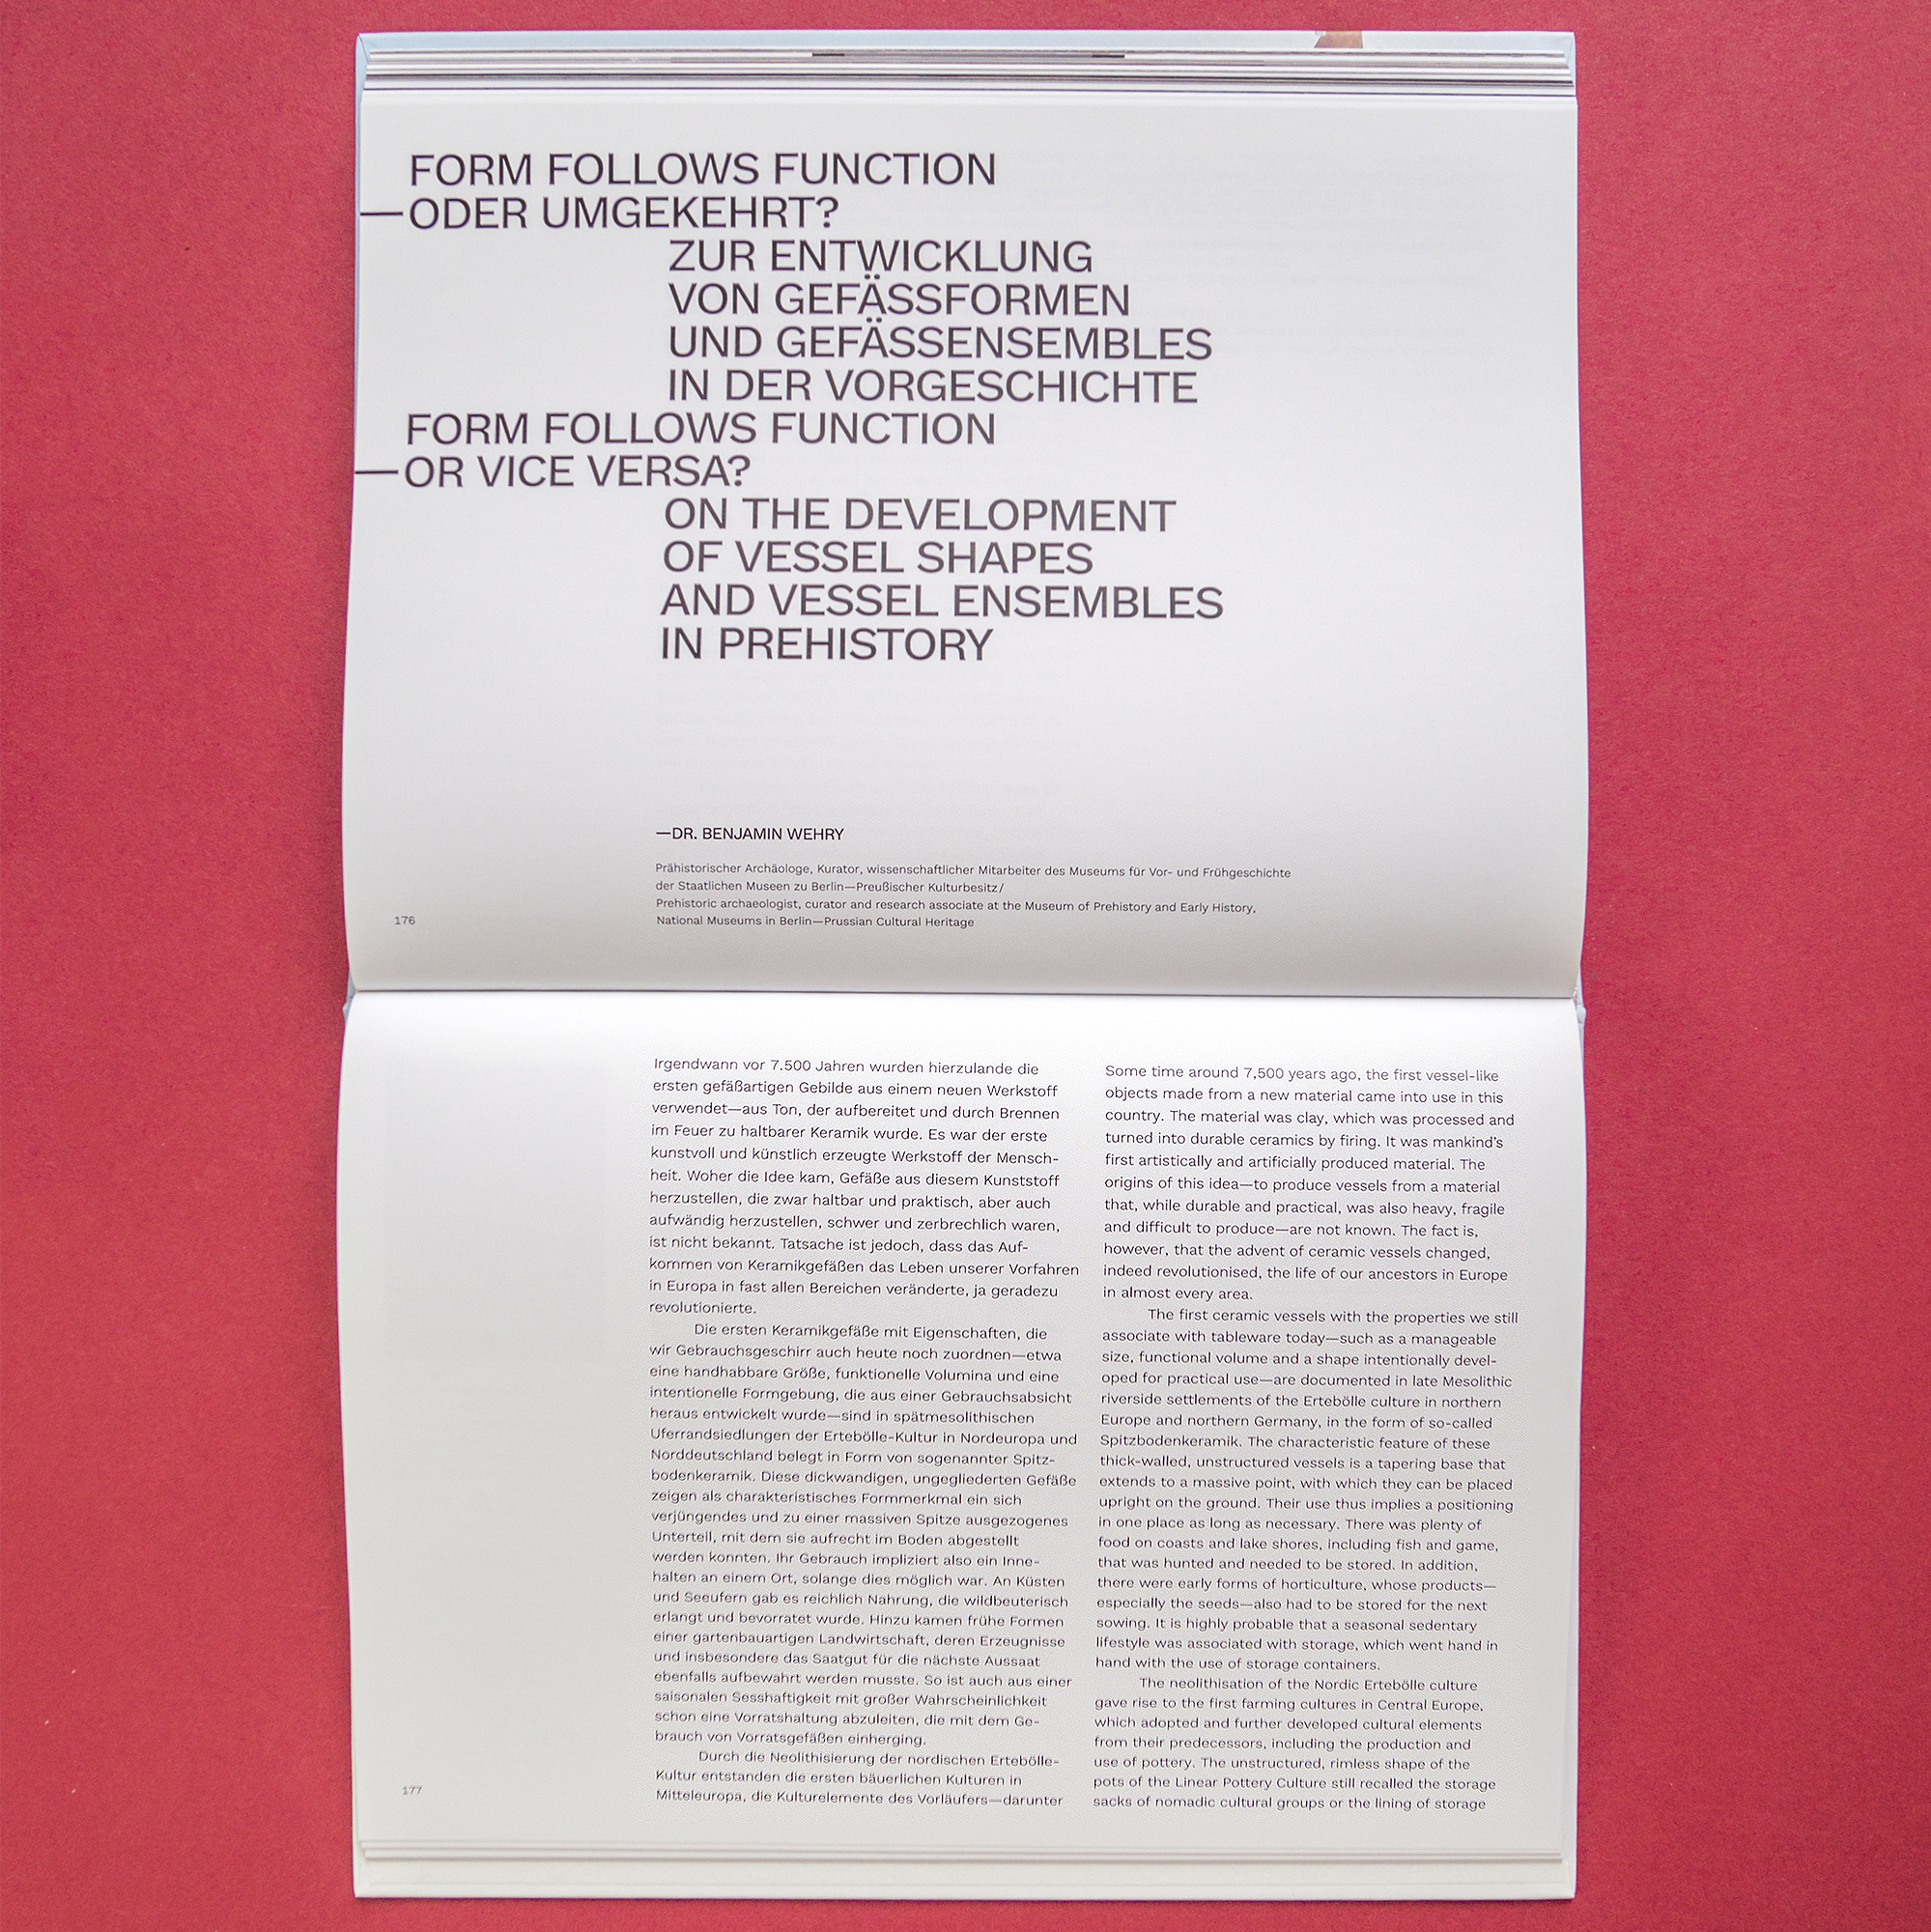 FORM FOLLOWS FUNCTION
—ODER UMGEKEHRT?
ZUR ENTWICKLUNG
VON GEFÄSSFORMEN
UND GEFÄSSENSEMBLES
IN DER VORGESCHICHTE
FORM FOLLOWS FUNCTION
—OR VICE VERSA?
ON THE DEVELOPMENT
OF VESSEL SHAPES
AND VESSEL ENSEMBLES
IN PREHISTORY
—DR. BENJAMIN WEHRY
Prähistorischer Archäologe, Kurator, wissenschaftlicher Mitarbeiter des Museums für Vor- und Frühgeschichte
der Staatlichen Museen zu Berlin—Preußischer Kulturbesitz/
Prehistoric archaeologist, curator and research associate at the Museum of Prehistory and Early History,
National Museums in Berlin—Prussian Cultural Heritage
176
Irgendwann vor 7.500 Jahren wurden hierzulande die
ersten gefäßartigen Gebilde aus einem neuen Werkstoff
verwendet—aus Ton, der aufbereitet und durch Brennen
im Feuer zu haltbarer Keramik wurde. Es war der erste
kunstvoll und künstlich erzeugte Werkstoff der Mensch-
heit. Woher die Idee kam, Gefäße aus diesem Kunststoff
herzustellen, die zwar haltbar und praktisch, aber auch
aufwändig herzustellen, schwer und zerbrechlich waren,
ist nicht bekannt. Tatsache ist jedoch, dass das Auf-
kommen von Keramikgefäßen das Leben unserer Vorfahren
in Europa in fast allen Bereichen veränderte, ja geradezu
revolutionierte.
Die ersten Keramikgefäße mit Eigenschaften, die
wir Gebrauchsgeschirr auch heute noch zuordnen—etwa
eine handhabbare Größe, funktionelle Volumina und eine
intentionelle Formgebung, die aus einer Gebrauchsabsicht
heraus entwickelt wurde—sind in spätmesolithischen
Uferrandsiedlungen der Ertebölle-Kultur in Nordeuropa und
Norddeutschland belegt in Form von sogenannter Spitz-
bodenkeramik. Diese dickwandigen, ungegliederten Gefäße
zeigen als charakteristisches Formmerkmal ein sich
verjüngendes und zu einer massiven Spitze ausgezogenes
Unterteil, mit dem sie aufrecht im Boden abgestellt
werden konnten. Ihr Gebrauch impliziert also ein Inne-
halten an einem Ort, solange dies möglich war. An Küsten
und Seeufern gab es reichlich Nahrung, die wildbeuterisch
erlangt und bevorratet wurde. Hinzu kamen frühe Formen
einer gartenbauartigen Landwirtschaft, deren Erzeugnisse
und insbesondere das Saatgut für die nächste Aussaat
ebenfalls aufbewahrt werden musste. So ist auch aus einer
saisonalen Sesshaftigkeit mit großer Wahrscheinlichkeit
schon eine Vorratshaltung abzuleiten, die mit dem Ge-
brauch von Vorratsgefäßen einherging.
Durch die Neolithisierung der nordischen Ertebölle-
Kultur entstanden die ersten bäuerlichen Kulturen in
Mitteleuropa, die Kulturelemente des Vorläufers—darunter
Some time around 7,500 years ago, the first vessel-like
objects made from a new material came into use in this
country. The material was clay, which was processed and
turned into durable ceramics by firing. It was mankind's
first artistically and artificially produced material. The
origins of this idea—to produce vessels from a material
that, while durable and practical, was also heavy, fragile
and difficult to produce—are not known. The fact is,
however, that the advent of ceramic vessels changed,
indeed revolutionised, the life of our ancestors in Europe
in almost every area.
The first ceramic vessels with the properties we still
associate with tableware today—such as a manageable
size, functional volume and a shape intentionally devel-
oped for practical use—are documented in late Mesolithic
riverside settlements of the Ertebölle culture in northern
Europe and northern Germany, in the form of so-called
Spitzbodenkeramik. The characteristic feature of these
thick-walled, unstructured vessels is a tapering base that
extends to a massive point, with which they can be placed
upright on the ground. Their use thus implies a positioning
in one place as long as necessary. There was plenty of
food on coasts and lake shores, including fish and game,
that was hunted and needed to be stored. In addition,
there were early forms of horticulture, whose products—
especially the seeds—also had to be stored for the next
sowing. It is highly probable that a seasonal sedentary
lifestyle was associated with storage, which went hand in
hand with the use of storage containers.
The neolithisation of the Nordic Ertebölle culture
gave rise to the first farming cultures in Central Europe,
which adopted and further developed cultural elements
from their predecessors, including the production and
use of pottery. The unstructured, rimless shape of the
pots of the Linear Pottery Culture still recalled the storage
sacks of nomadic cultural groups or the lining of storage
177